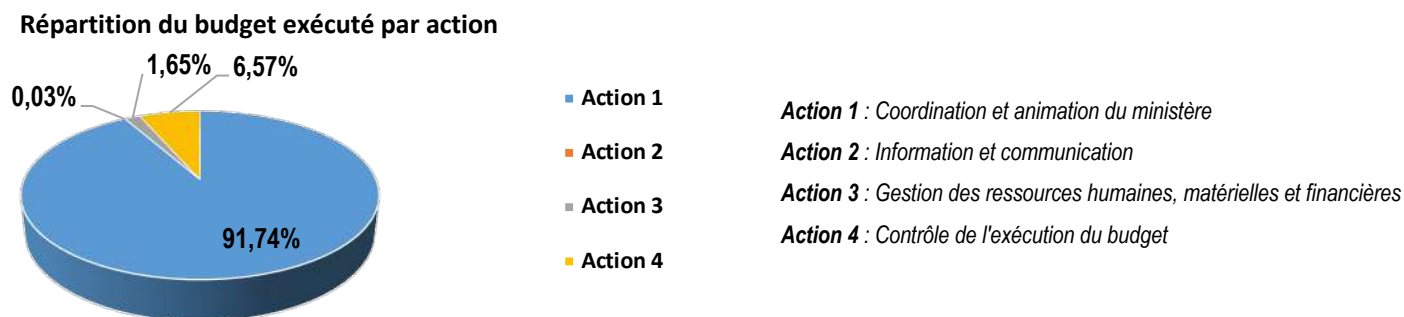 Répartition du budget exécuté par action
1,65%
6,57%
0,03%
91,74%
Action 1
Action 2
Action 3
Action 4
Action 1 : Coordination et animation du ministère
Action 2 : Information et communication
Action 3 : Gestion des ressources humaines, matérielles et financières
Action 4 : Contrôle de l'exécution du budget